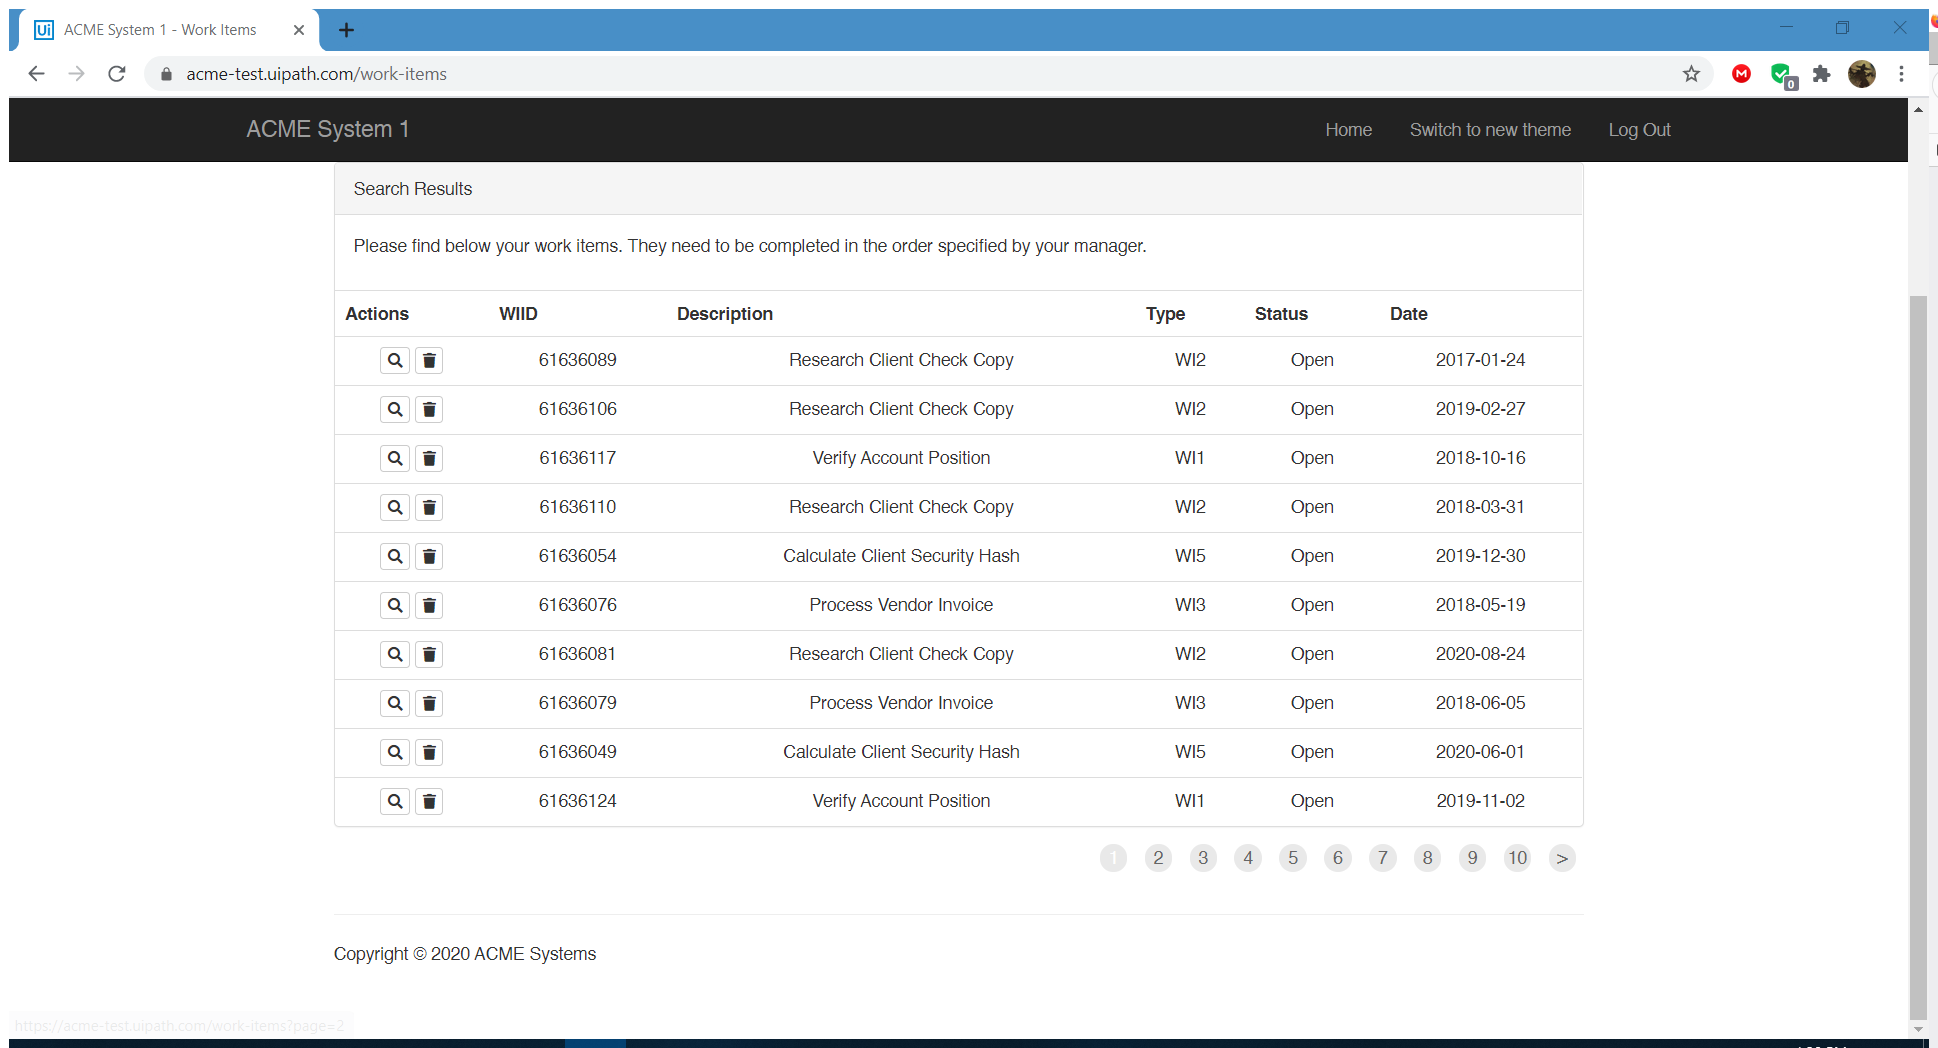 Ui ACME System 1 - Work Items
acme-test.uipath.com/work-items
M 0
ACME System 1 Home Switch to new theme Log Out
Search Results
Please find below your work items. They need to be completed in the order specified by your manager.
Actions WIID Description Type Status Date
61636089 Research Client Check Copy WI2 Open 2017-01-24
61636106 Research Client Check Copy WI2 Open 2019-02-27
61636117 Verify Account Position WI1 Open 2018-10-16
61636110 Research Client Check Copy WI2 Open 2018-03-31
61636054 Calculate Client Security Hash WI5 Open 2019-12-30
61636076 Process Vendor Invoice WI3 Open 2018-05-19
61636081 Research Client Check Copy WI2 Open 2020-08-24
61636079 Process Vendor Invoice WI3 Open 2018-06-05
61636049 Calculate Client Security Hash WI5 Open 2020-06-01
61636124 Verify Account Position WI1 Open 2019-11-02
1 2 3 4 5 6 7 8 9 10 >
Copyright © 2020 ACME Systems
https://acme-test.uipath.com/work-items?page=2